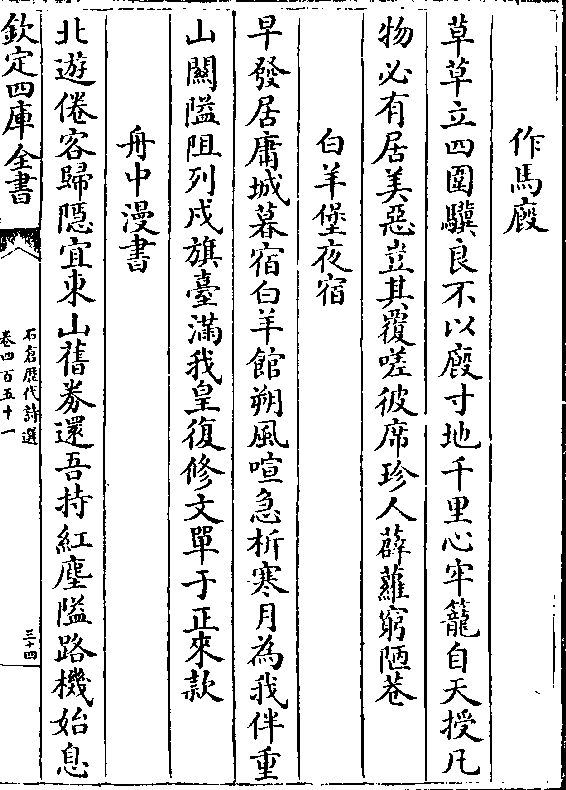 作馬廄
草草立四圍驥良不以廄寸地千里心牢籠自天授凡
物必有居美惡豈其覆嗟彼席珍人薜蘿窮陋巷
白羊堡夜宿
早發居庸城暮宿白羊館朔風喧急柝寒月為我伴重
山關隘阻列戍旗臺滿我皇復修文單于正來款
舟中漫書
北遊倦客歸隱宜東山舊券還吾持紅塵隘路機始息
欽定四庫全書
石倉歷代詩選
卷四百五十一
三十四